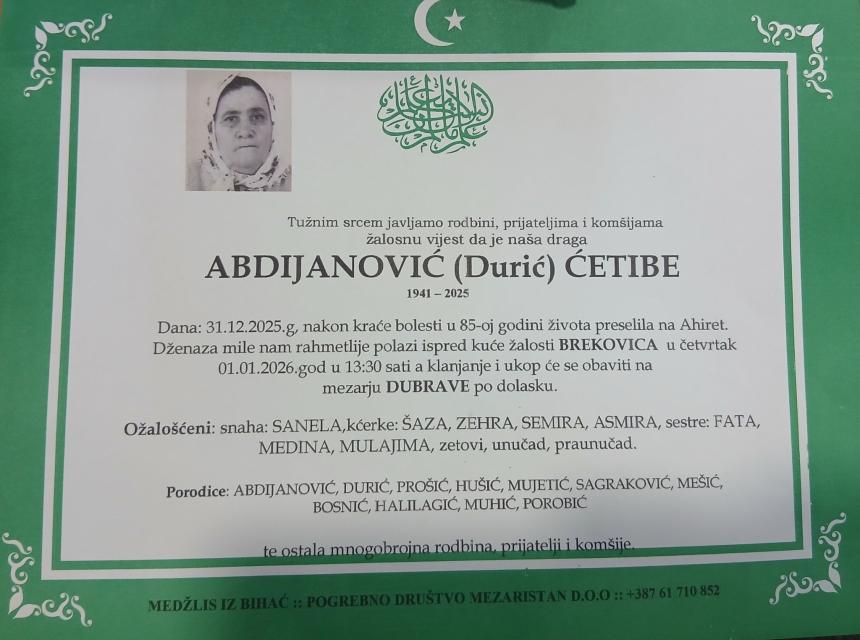 Tužnim srcem javljamo rodbini, prijateljima i komšijama
žalosnu vijest da je naša draga
ABDIJANOVIĆ (Durić) ĆETIBE
1941 – 2025
Dana: 31.12.2025.g, nakon kraće bolesti u 85-oj godini života preselila na Ahiret.
Dženaza mile nam rahmetlije polazi ispred kuće žalosti BREKOVICA u četvrtak
01.01.2026.god u 13:30 sati a klanjanje i ukop će se obaviti na
mezarju DUBRAVE po dolasku.
Ožalošćeni: snaha: SANELA,kćerke: ŠAZA, ZEHRA, SEMIRA, ASMIRA, sestre: FATA,
MEDINA, MULAJIMA, zetovi, unučad, praunučad.
Porodice: ABDIJANOVIĆ, DURIĆ, PROŠIĆ, HUŠIĆ, MUJETIĆ, SAGRAKOVIĆ, MEŠIĆ,
BOSNIĆ, HALILAGIĆ, MUHIĆ, POROBIĆ
te ostala mnogobrojna rodbina, prijatelji i komšije.
MEDŽLIS IZ BIHAĆ :: POGREBNO DRUŠTVO MEZARISTAN D.O.O :: +387 61 710 852